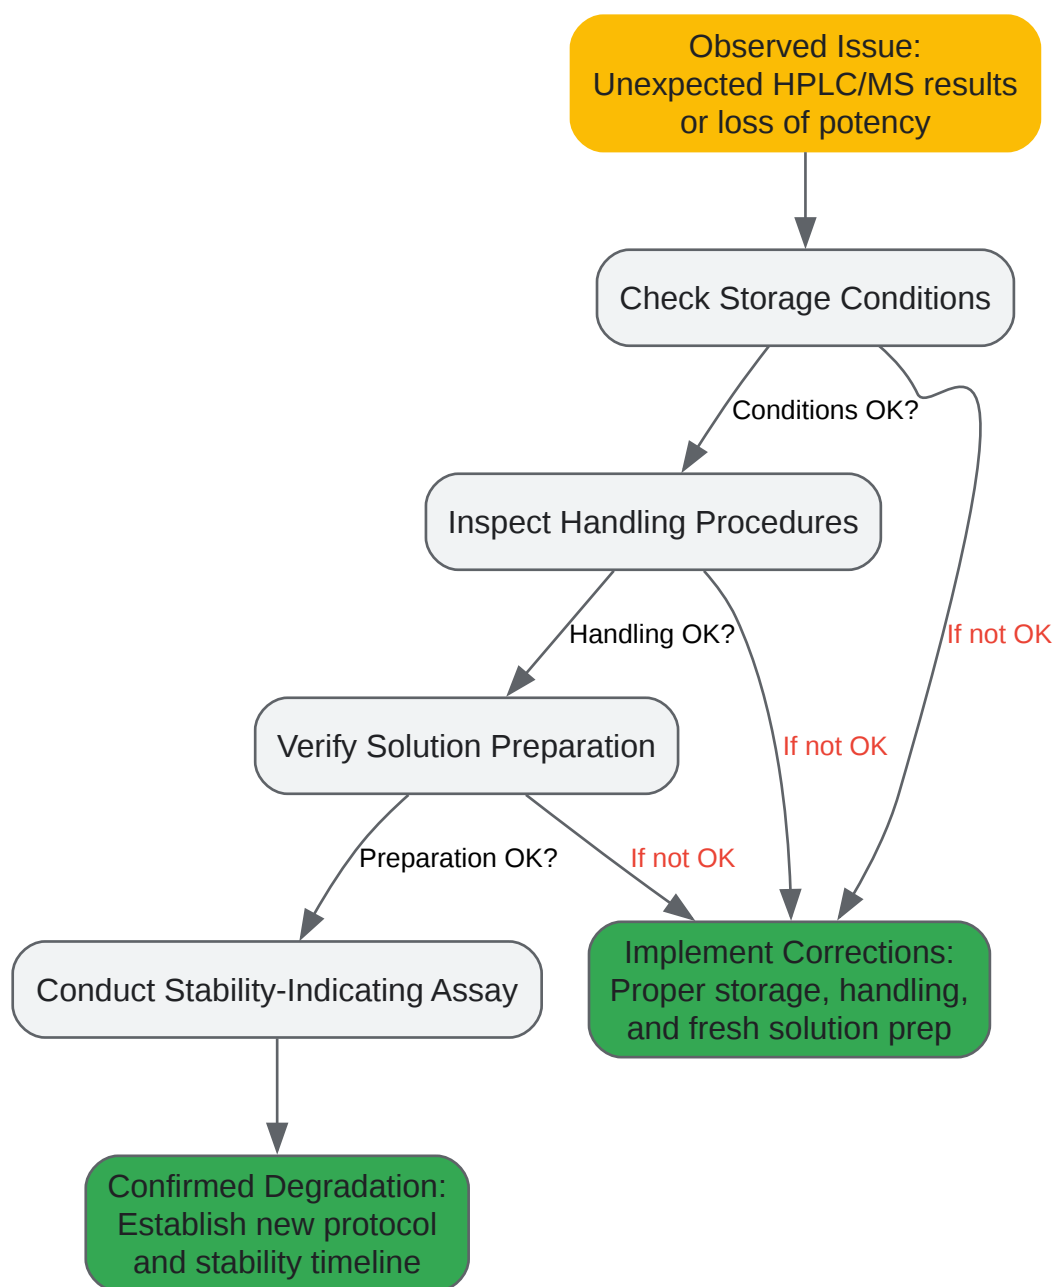 Observed Issue:
Unexpected HPLC/MS results
or loss of potency
Check Storage Conditions
Conditions OK?
Inspect Handling Procedures
Handling OK?
If not OK
Verify Solution Preparation
If not OK
Preparation OK?
If not OK
Conduct Stability-Indicating Assay
Implement Corrections:
Proper storage, handling,
and fresh solution prep
Confirmed Degradation:
Establish new protocol
and stability timeline